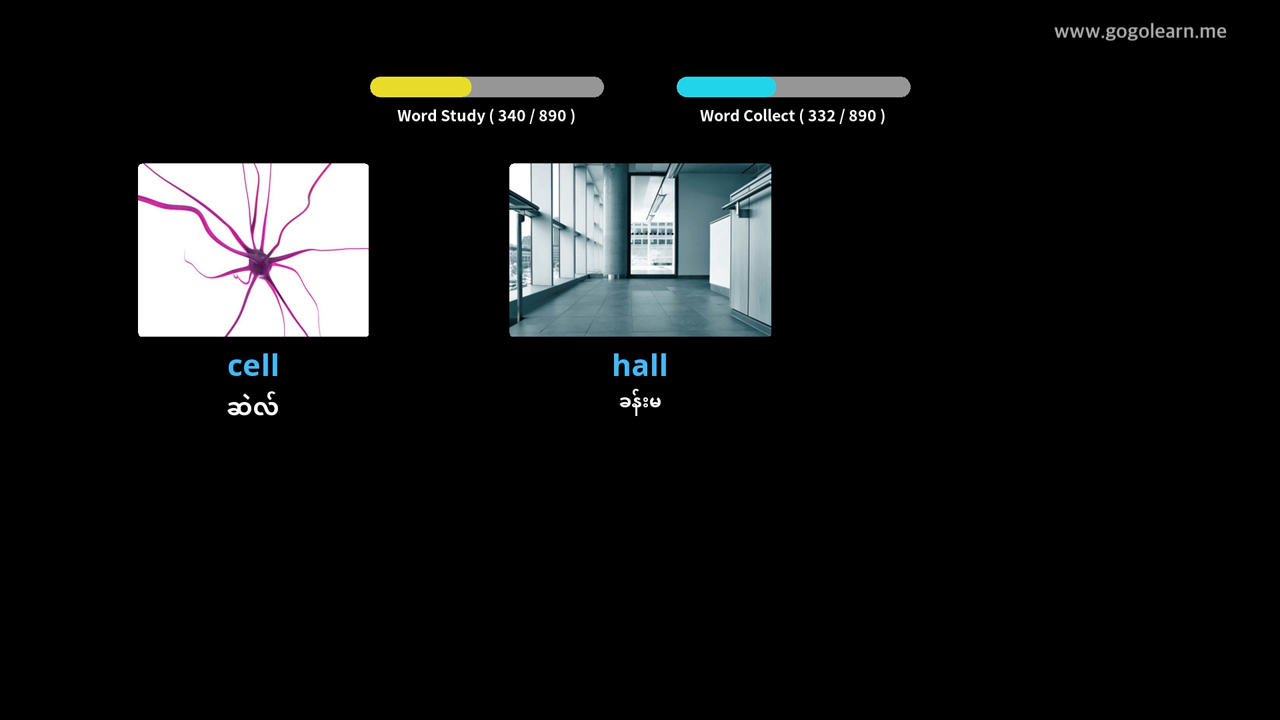 www.gogolearn.me
Word Study ( 340 / 890 )
Word Collect ( 332 / 890 )
cell
ဆဲလ်
hall
ခန်းမ